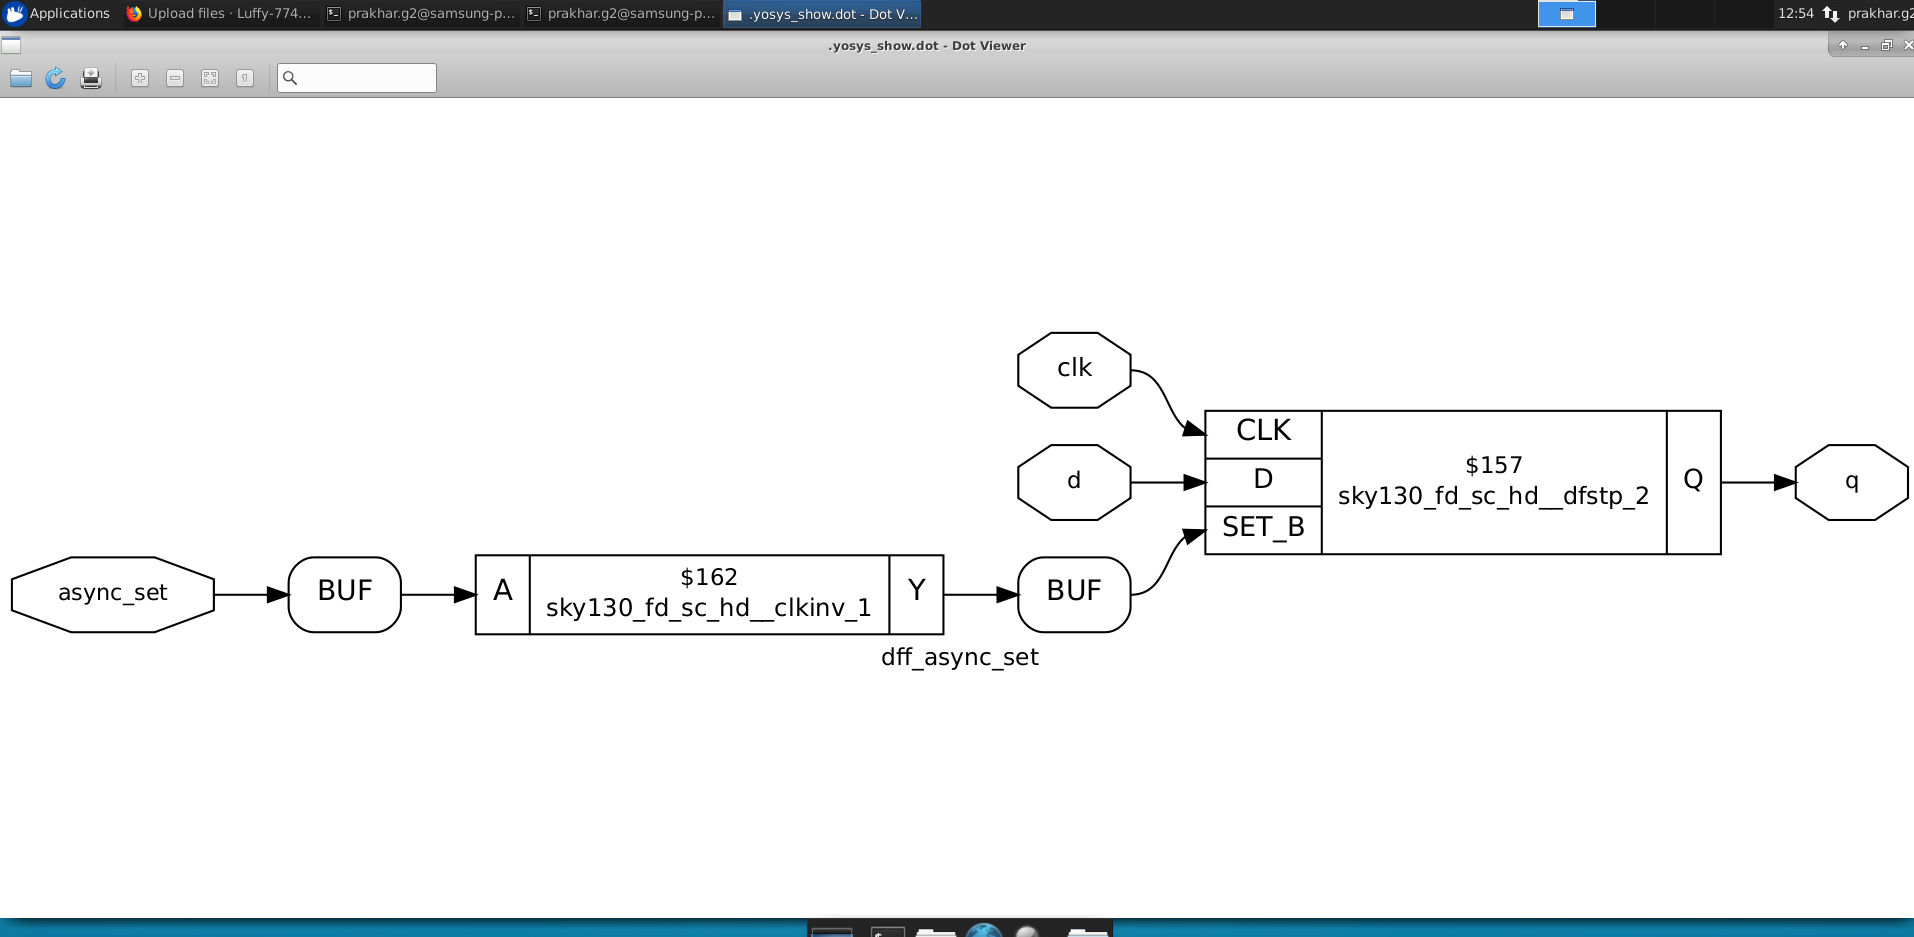 Applications
Upload files · Luffy-774...
prakhar.g2@samsung-p...
prakhar.g2@samsung-p...
.yosys_show.dot - Dot V...
12:54
prakhar.g2
.yosys_show.dot - Dot Viewer
clk
CLK
d
D
$157
sky130_fd_sc_hd__dfstp_2
Q
q
SET_B
async_set
BUF
A
$162
sky130_fd_sc_hd__clkinv_1
Y
BUF
dff_async_set